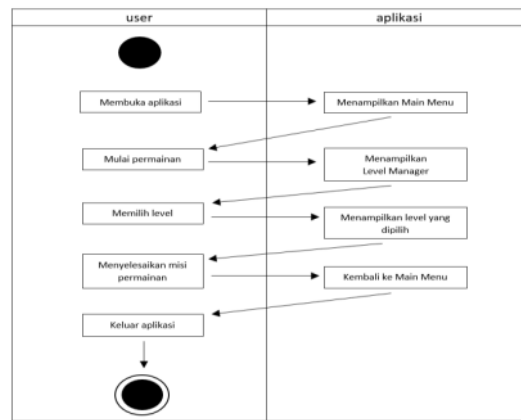 user
aplikasi
Membuka aplikasi
Menampilkan Main Menu
Mulai permainan
Menampilkan
Level Manager
Memilih level
Menampilkan level yang
dipilih
Menyelesaikan misi
permainan
Kembali ke Main Menu
Keluar aplikasi